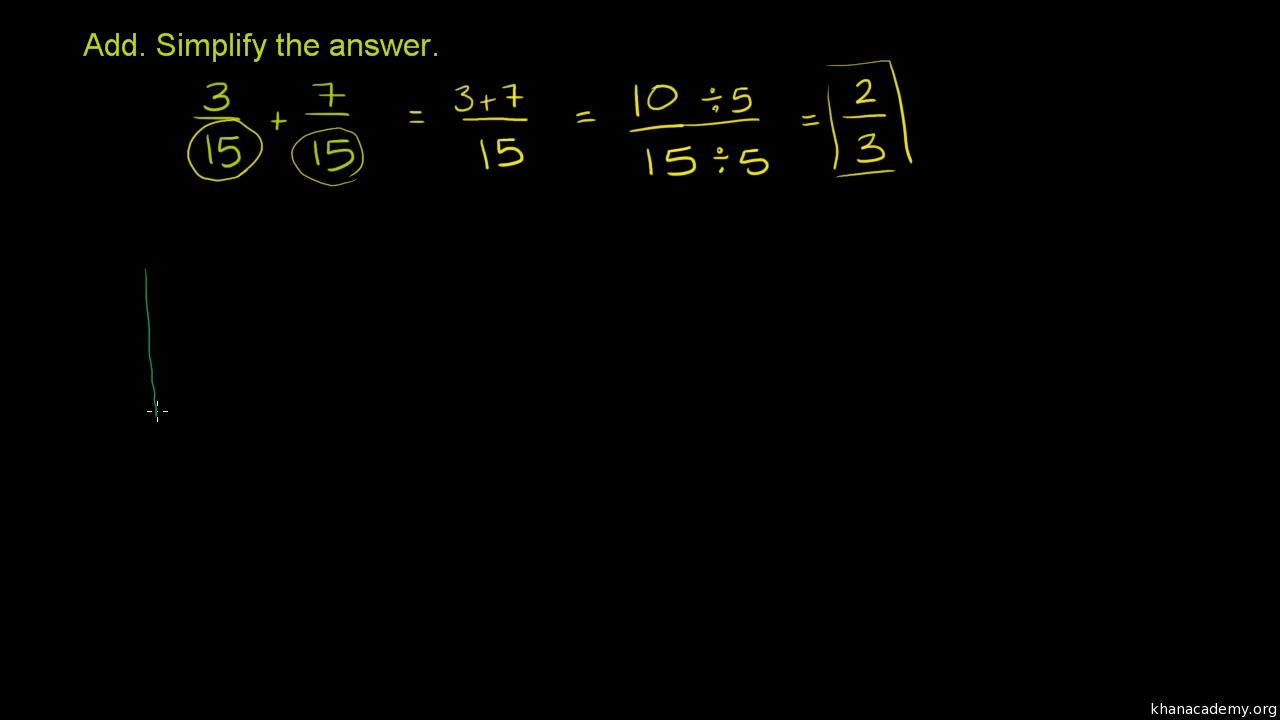 Add. Simplify the answer.
3/15 + 7/15 = 3+7/15 = 10 ÷5/15 ÷5 = 2/3
khanacademy.org